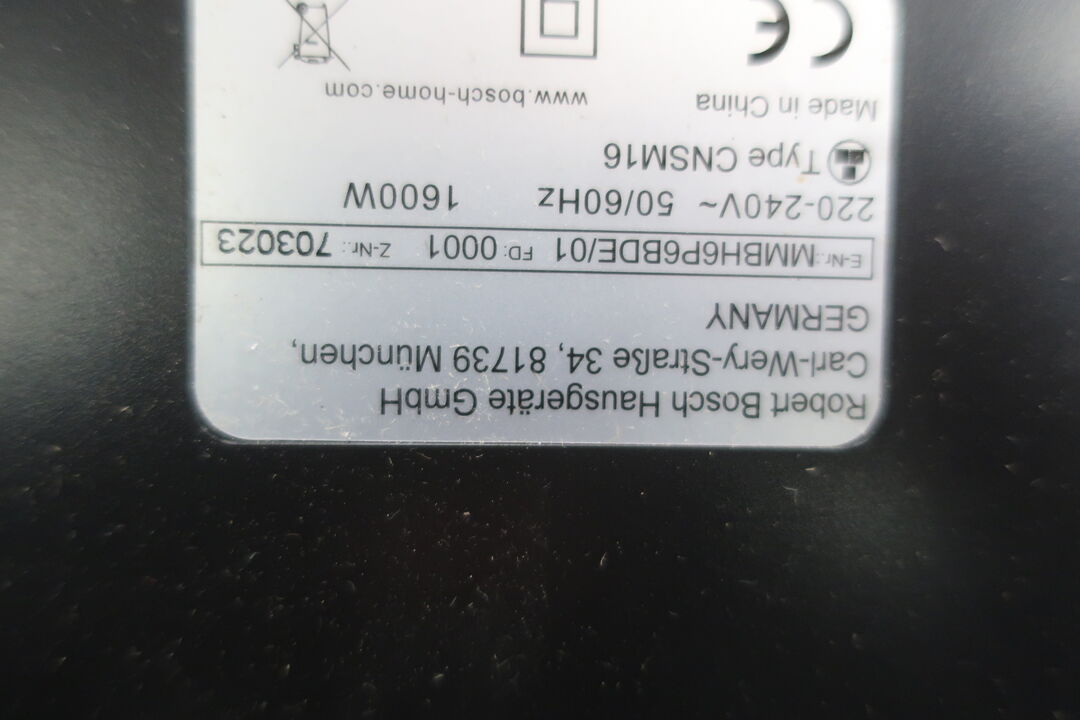 Robert Bosch Hausgeräte GmbH
Carl-Wery-Straße 34, 81739 München,
GERMANY
E-Nr.: MMBH6P6BDE/01 FD: 0001 Z-Nr.: 703023
220-240V~ 50/60Hz 1600W
Type CNSM16
Made in China www.bosch-home.com
CE